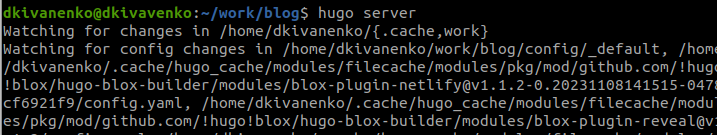 dkivanenko@dkivavenko:~/work/blog$ hugo server
Watching for changes in /home/dkivanenko/{.cache,work}
Watching for config changes in /home/dkivanenko/work/blog/config/_default, /home
/dkivanenko/.cache/hugo_cache/modules/filecache/modules/pkg/mod/github.com/!hugo
!blox/hugo-blox-builder/modules/blox-plugin-netlify@v1.1.2-0.20231108141515-0478
cf6921f9/config.yaml, /home/dkivanenko/.cache/hugo_cache/modules/filecache/modul
es/pkg/mod/github.com/!hugo!blox/hugo-blox-builder/modules/blox-plugin-reveal@v1